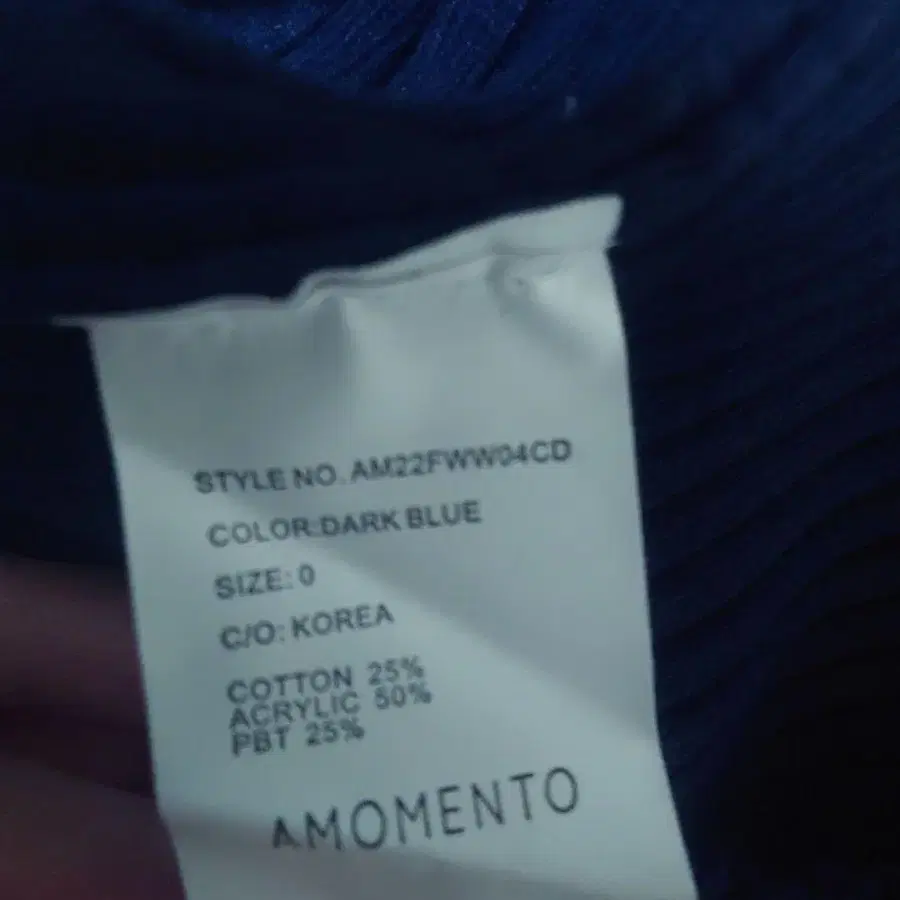 STYLE NO. AM22FWW04CD
COLOR:DARK BLUE
SIZE: 0
C/O: KOREA
COTTON 25%
ACRYLIC 50%
PBT 25%
AMOMENTO